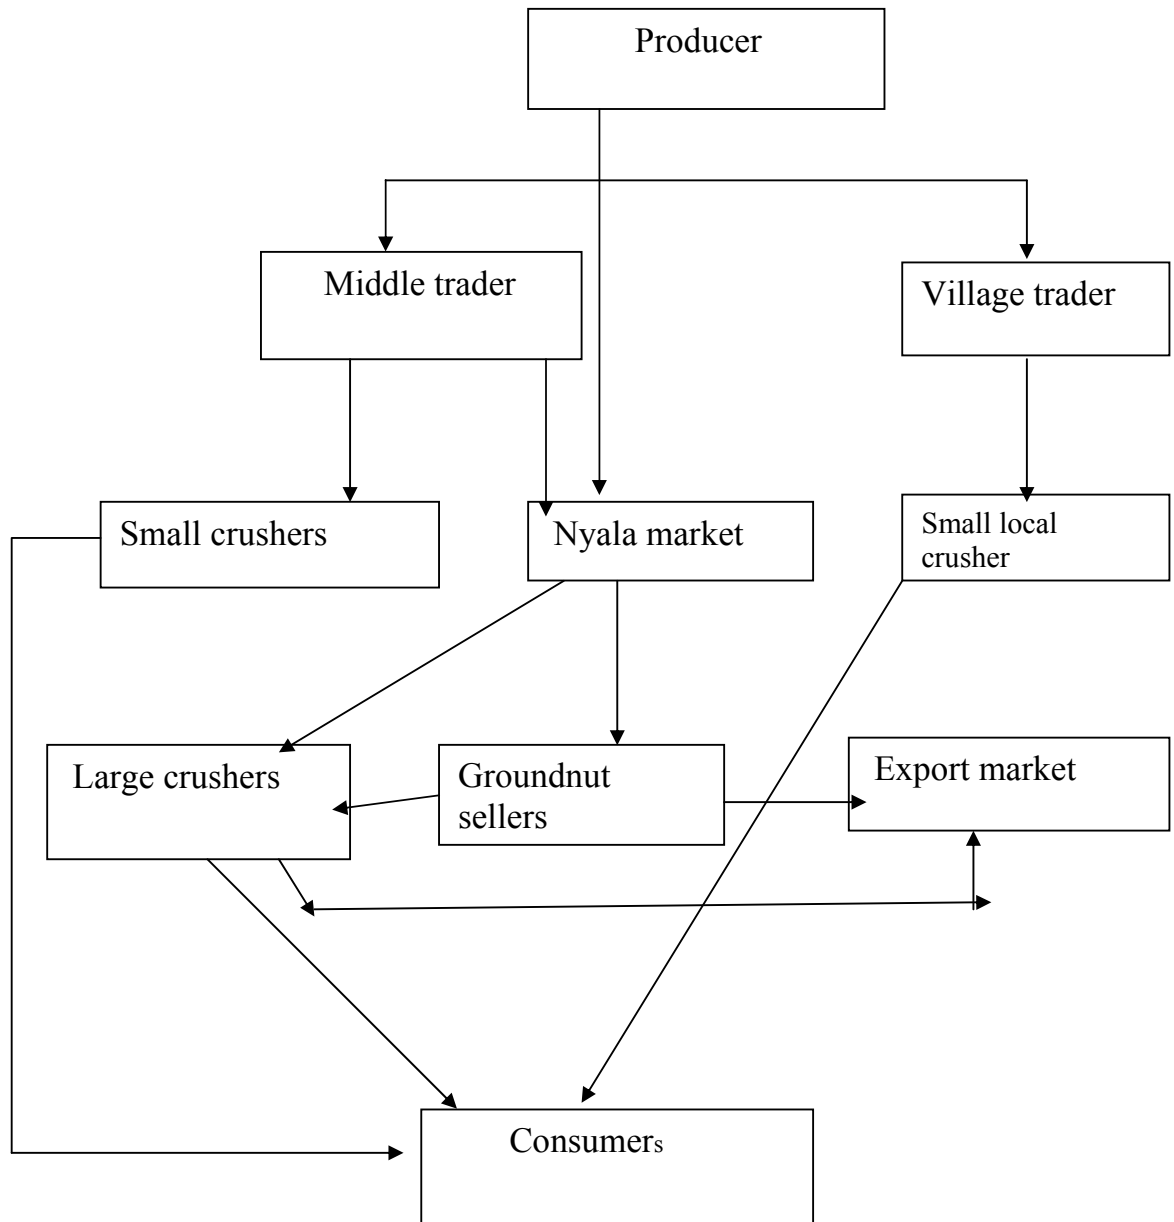 Producer
Middle trader
Village trader
Small crushers
Nyala market
Small local
crusher
Large crushers
Groundnut
sellers
Export market
Consumers